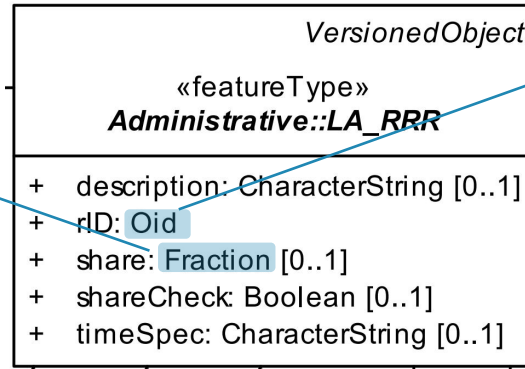 VersionedObject
«featureType»
Administrative::LA_RRR
+ description: CharacterString [0..1]
+ rID: Oid
+ share: Fraction [0..1]
+ shareCheck: Boolean [0..1]
+ timeSpec: CharacterString [0..1]